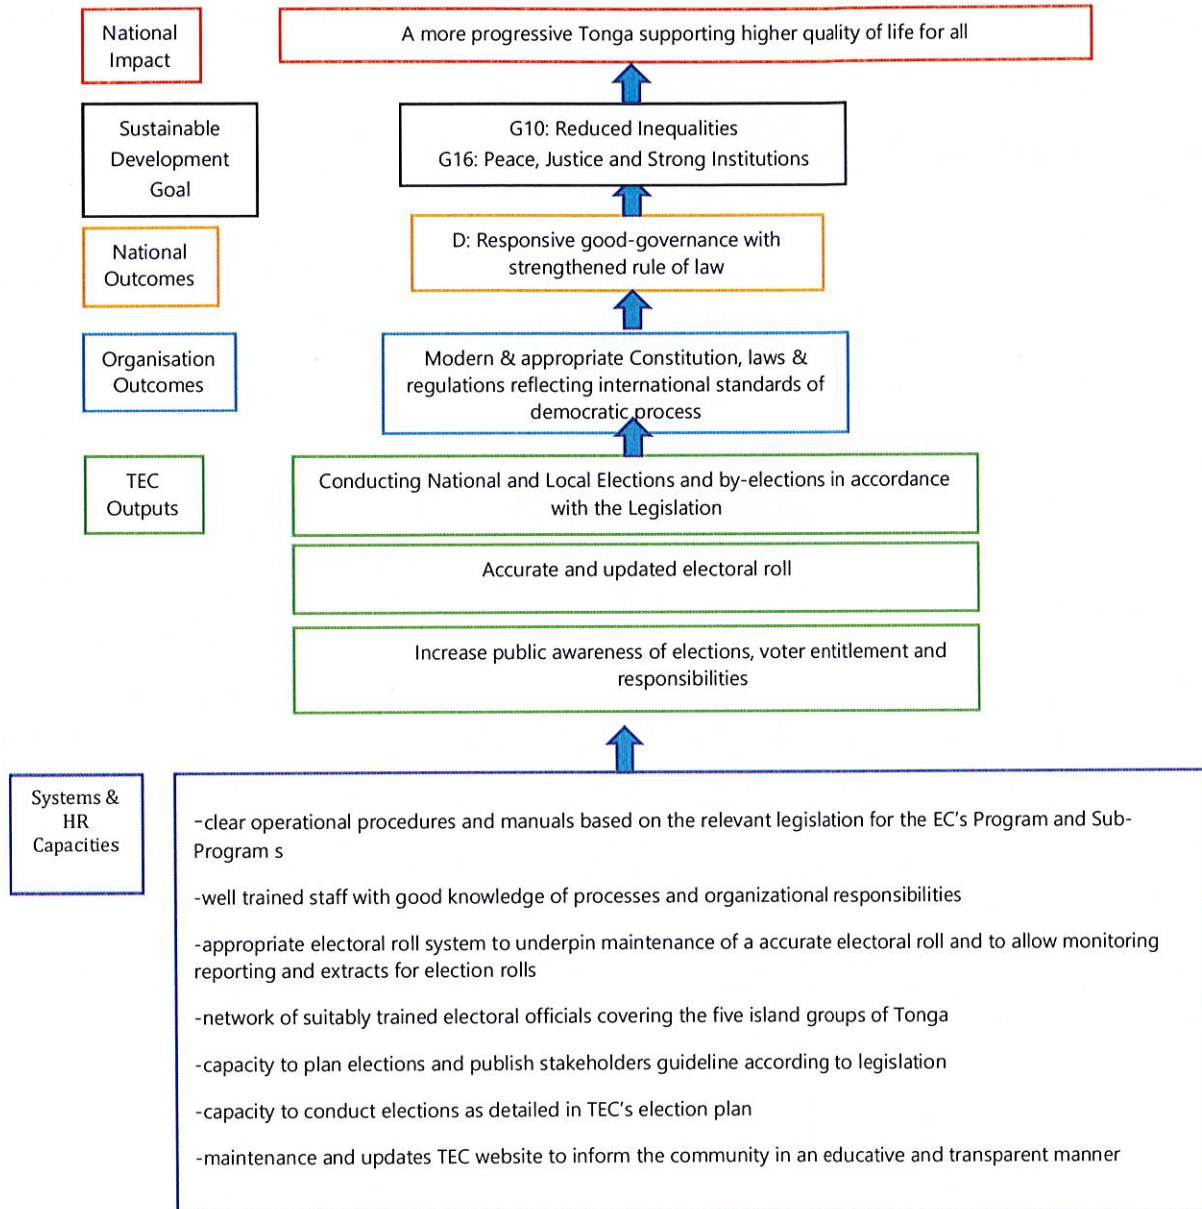 National
Impact
A more progressive Tonga supporting higher quality of life for all
Sustainable
Development
Goal
G10: Reduced Inequalities
G16: Peace, Justice and Strong Institutions
National
Outcomes
D: Responsive good-governance with
strengthened rule of law
Organisation
Outcomes
Modern & appropriate Constitution, laws &
regulations reflecting international standards of
democratic process
TEC
Outputs
Conducting National and Local Elections and by-elections in accordance
with the Legislation
Accurate and updated electoral roll
Increase public awareness of elections, voter entitlement and
responsibilities
Systems &
HR
Capacities
-clear operational procedures and manuals based on the relevant legislation for the EC's Program and Sub-
Program s
-well trained staff with good knowledge of processes and organizational responsibilities
-appropriate electoral roll system to underpin maintenance of a accurate electoral roll and to allow monitoring
reporting and extracts for election rolls
-network of suitably trained electoral officials covering the five island groups of Tonga
-capacity to plan elections and publish stakeholders guideline according to legislation
-capacity to conduct elections as detailed in TEC's election plan
-maintenance and updates TEC website to inform the community in an educative and transparent manner